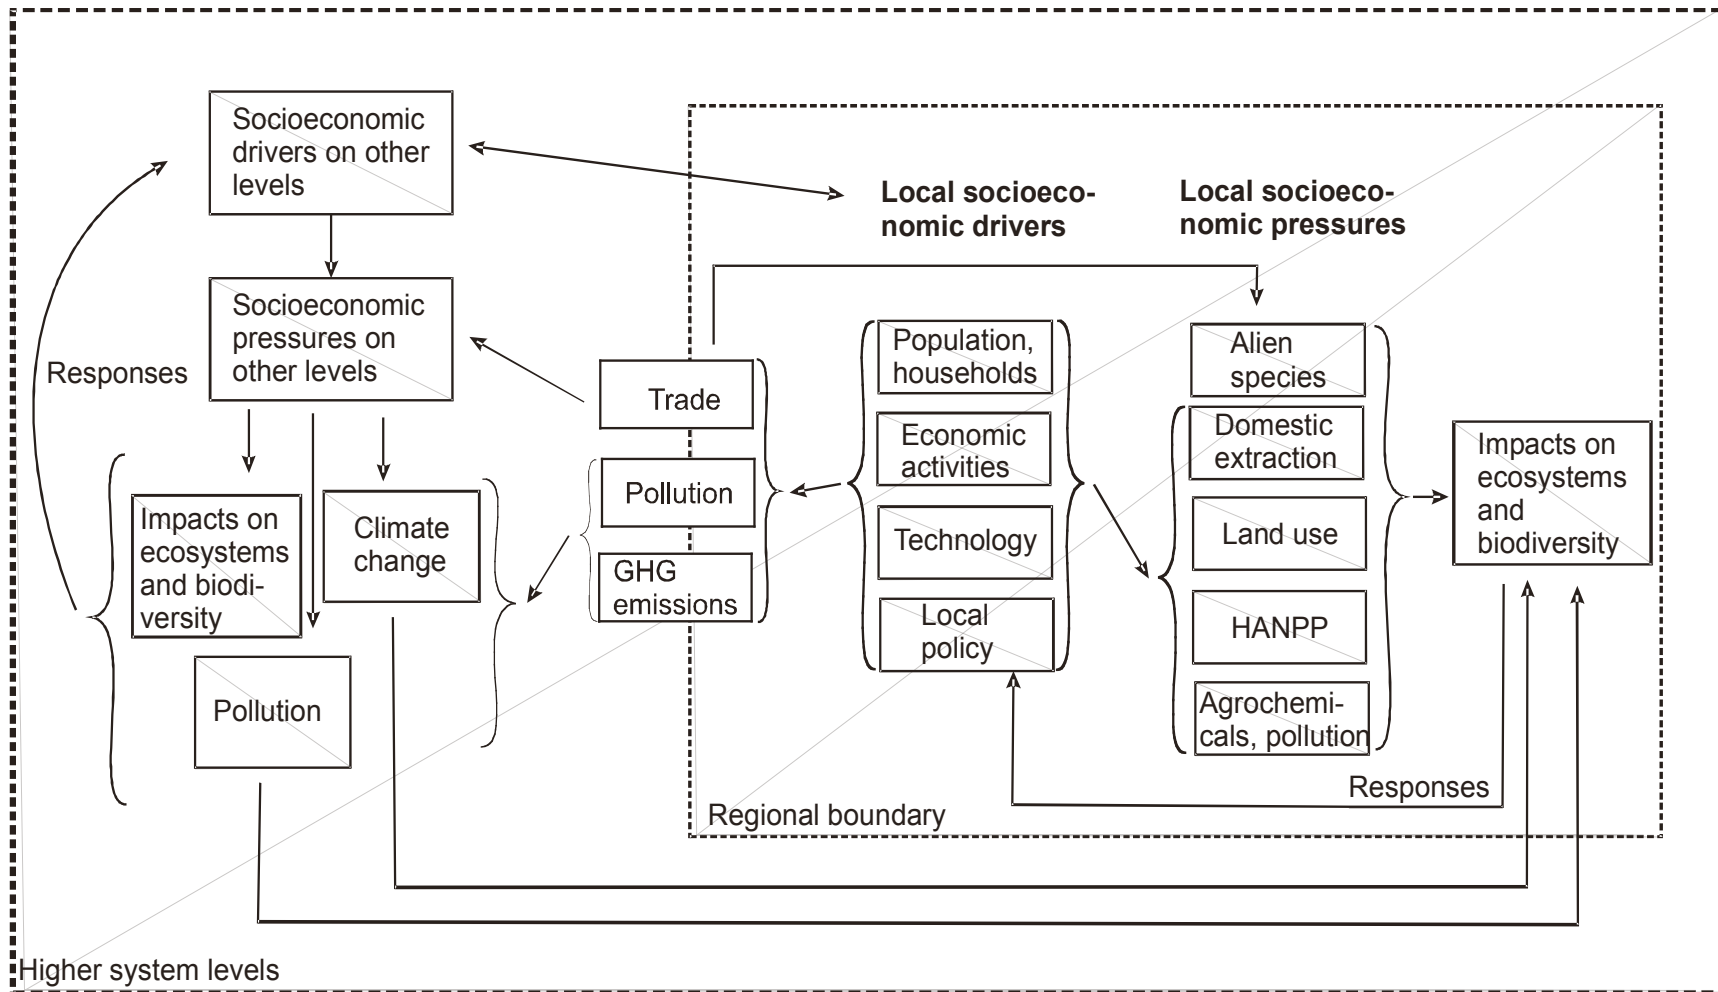 Socioeconomic
drivers on other
levels
Socioeconomic
pressures on
other levels
Responses
Impacts on
ecosystems
and biodi-
versity
Climate
change
Pollution
Trade
Pollution
GHG
emissions
Local socioeco-
nomic drivers
Population,
households
Economic
activities
Technology
Local
policy
Local socioeco-
nomic pressures
Alien
species
Domestic
extraction
Land use
HANPP
Agrochemi-
cals, pollution
Impacts on
ecosystems
and
biodiversity
Responses
Regional boundary
Higher system levels